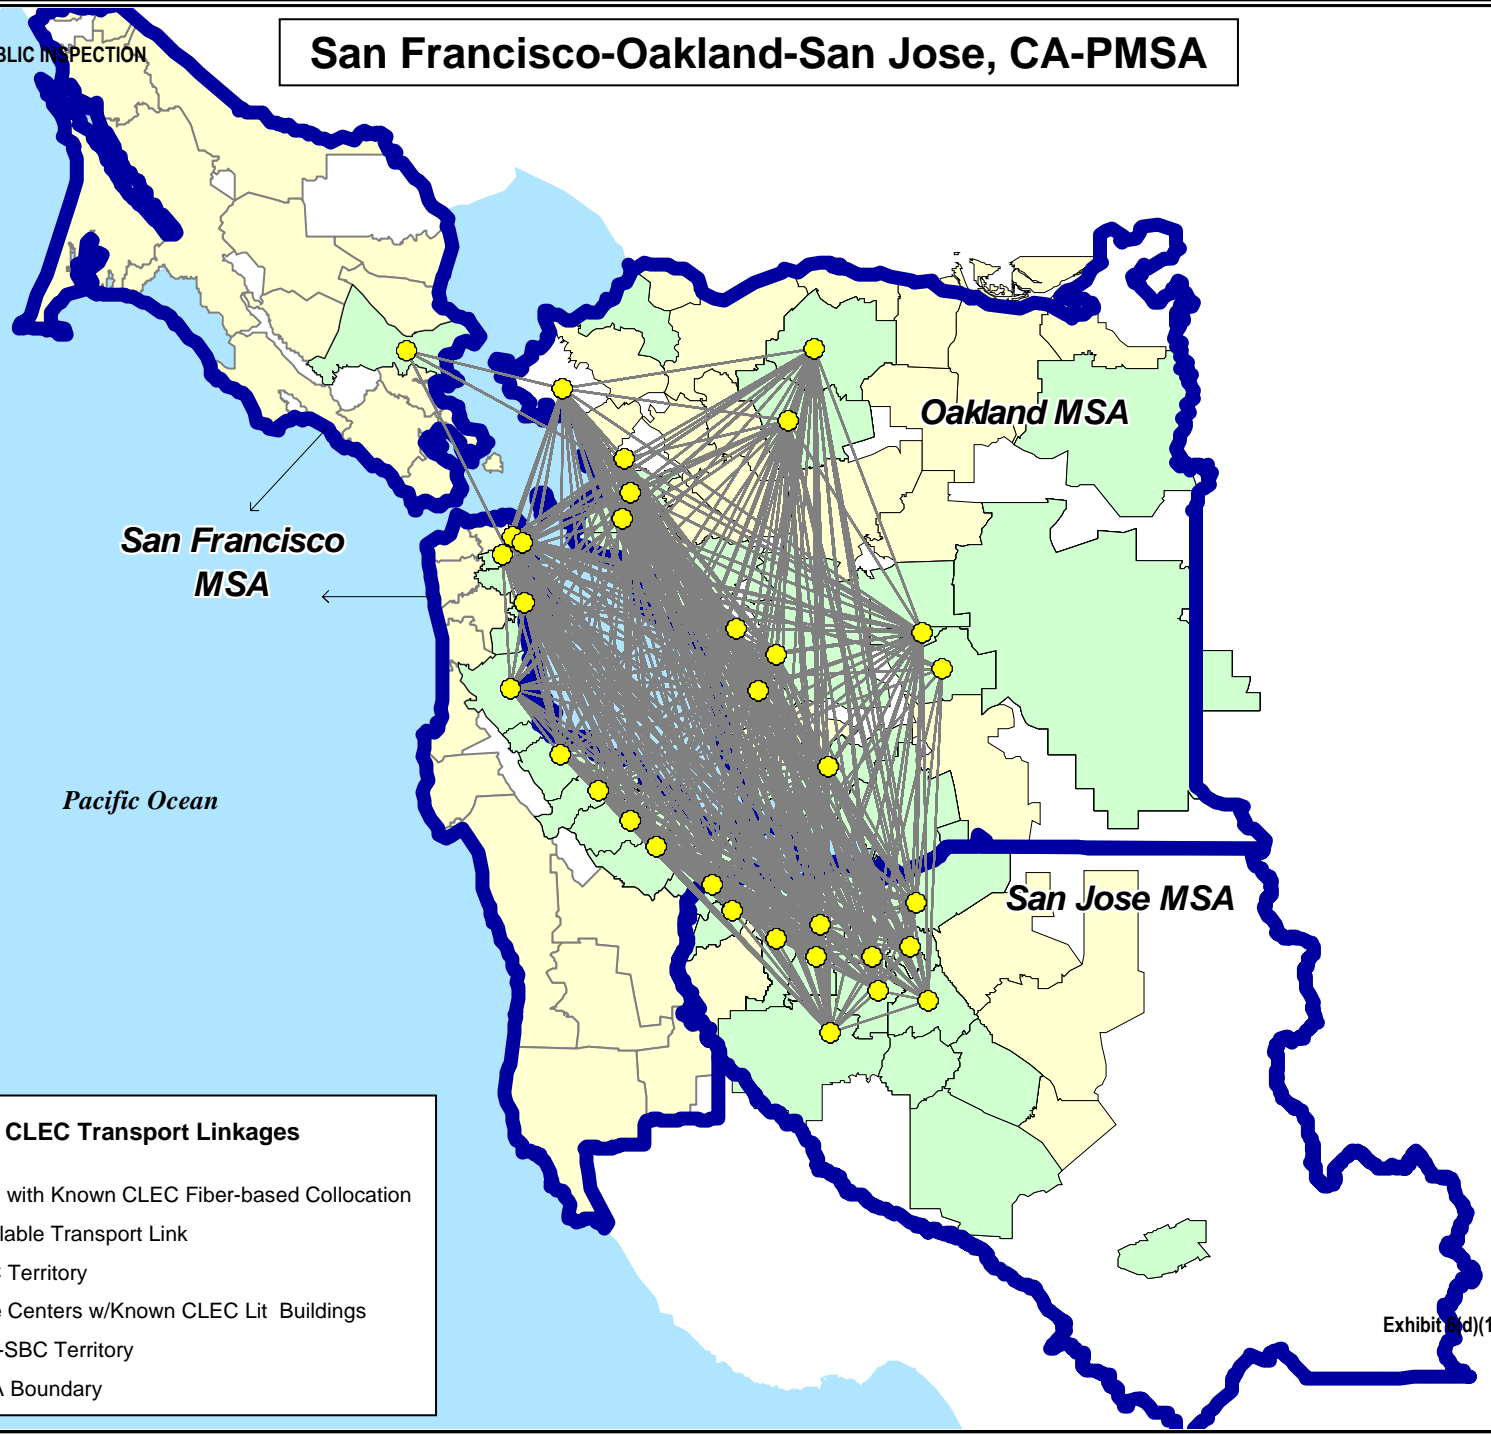 BLIC INSPECTION
San Francisco-Oakland-San Jose, CA-PMSA
Oakland MSA
San Francisco
MSA
Pacific Ocean
San Jose MSA
CLEC Transport Linkages
with Known CLEC Fiber-based Collocation
lable Transport Link
Territory
Centers w/Known CLEC Lit Buildings
-SBC Territory
Boundary
Exhibit 6(d)(1